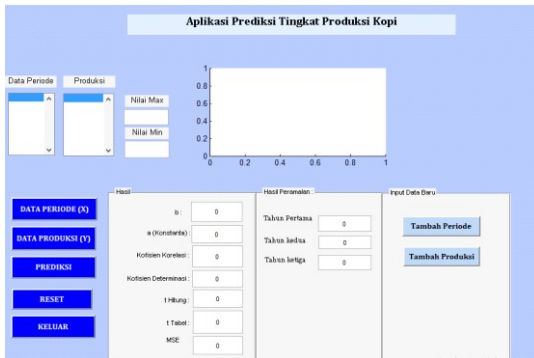 Aplikasi Prediksi Tingkat Produksi Kopi
Data Periode
Produksi
Nilai Max
Nilai Min
1
0.8
0.6
0.4
0.2
0
0 0.2 0.4 0.6 0.8 1
DATA PERIODE (X)
DATA PRODUKSI (Y)
PREDIKSI
RESET
KELUAR
Hasil
b : 0
a (Konstanta) : 0
Kofisien Korelasi : 0
Kofisien Determinasi : 0
t Hitung : 0
t Tabel : 0
MSE 0
Hasil Peramalan :
Tahun Pertama 0
Tahun kedua 0
Tahun ketiga 0
Input Data Baru
Tambah Periode
Tambah Produksi